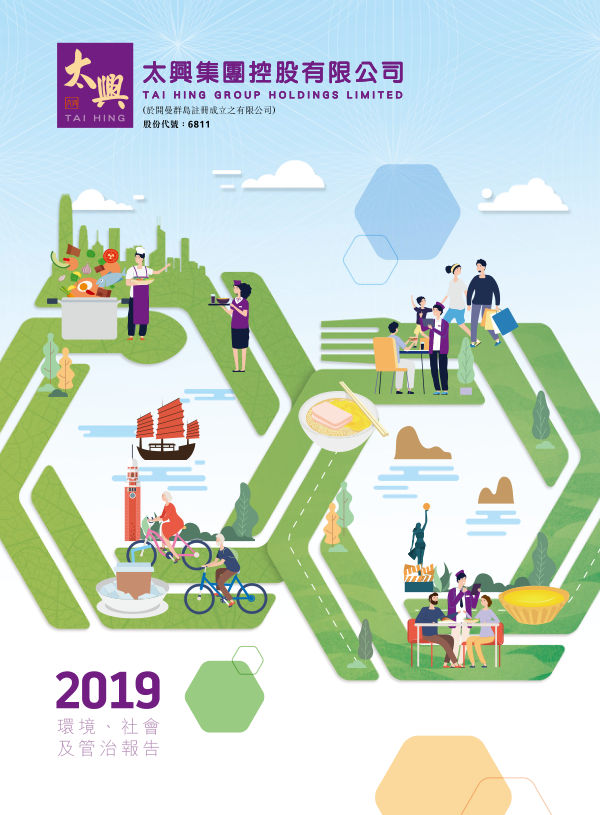 太興
TAI HING
太興集團控股有限公司
TAI HING GROUP HOLDINGS LIMITED
(於開曼群島註冊成立之有限公司)
股份代號：6811
2019
環境、社會
及管治報告